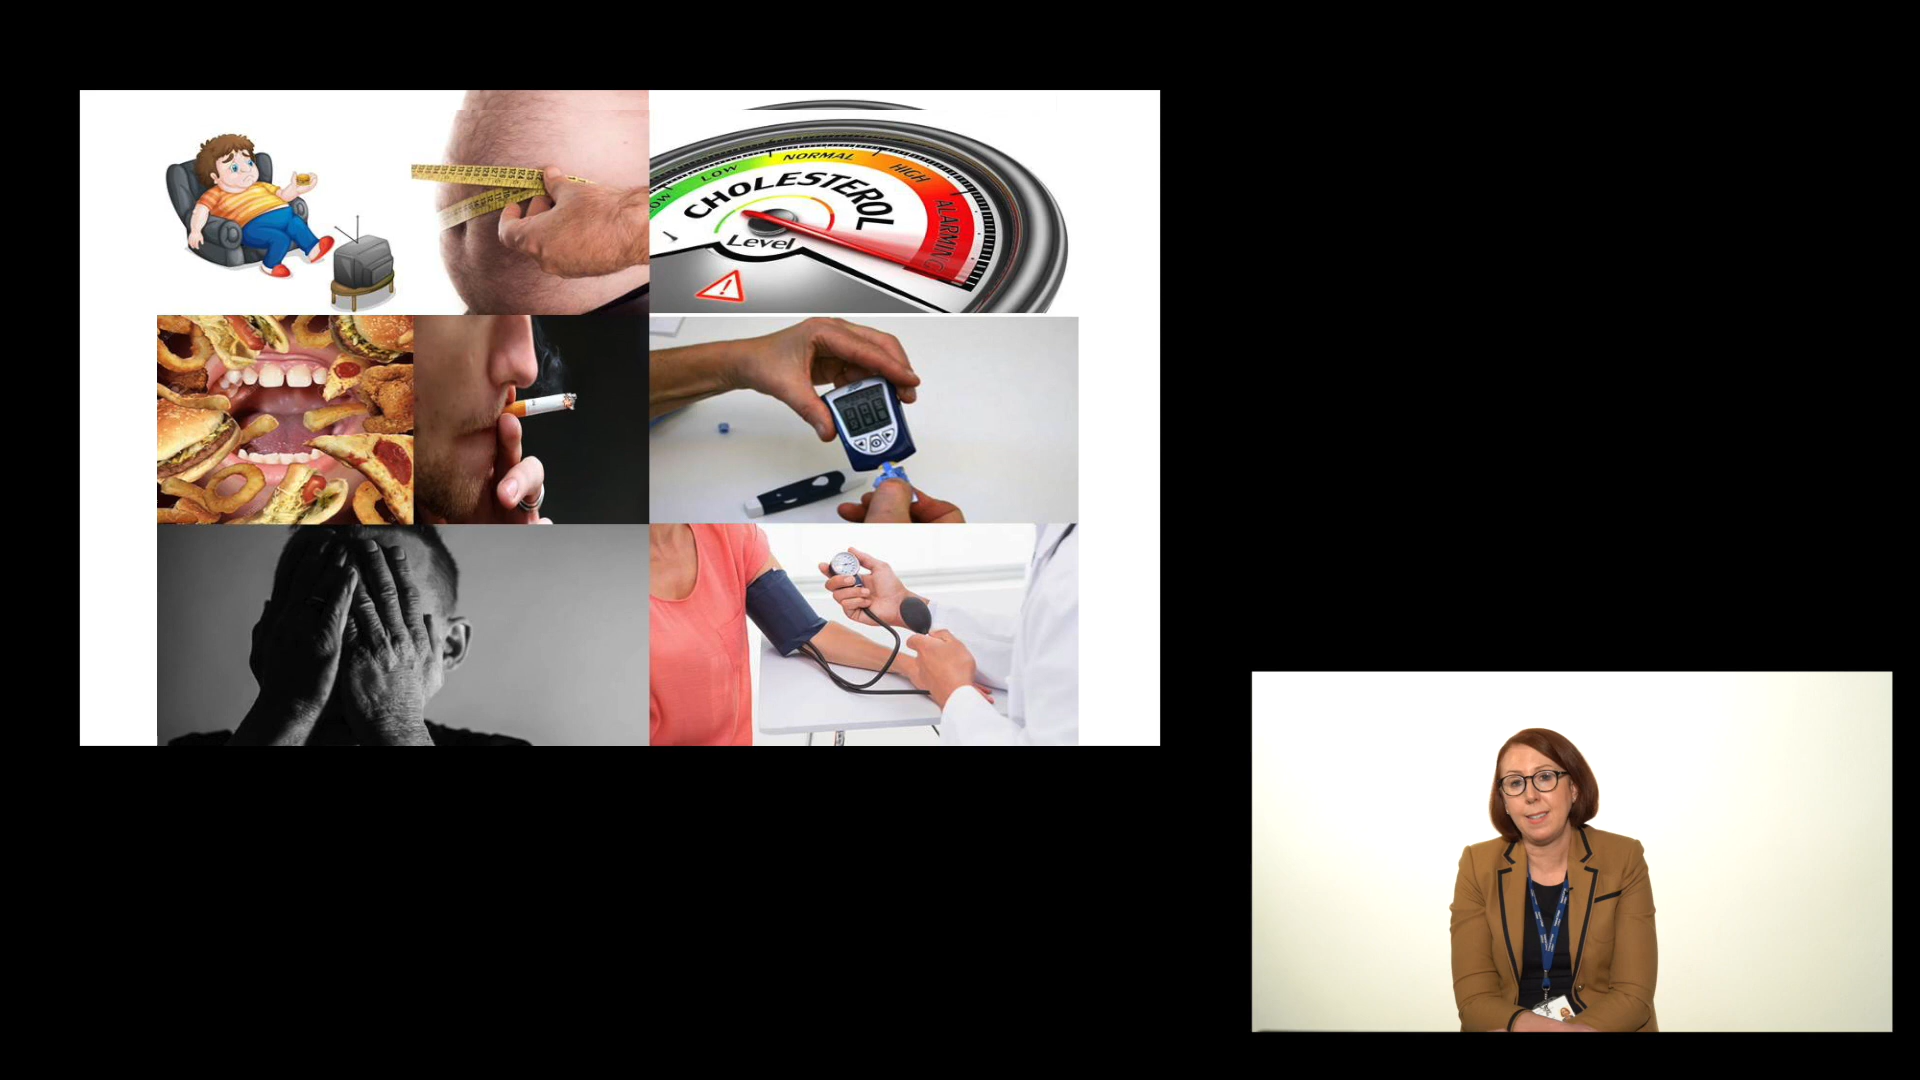 LOW
NORMAL
HIGH
ALARMING
CHOLESTEROL
Level